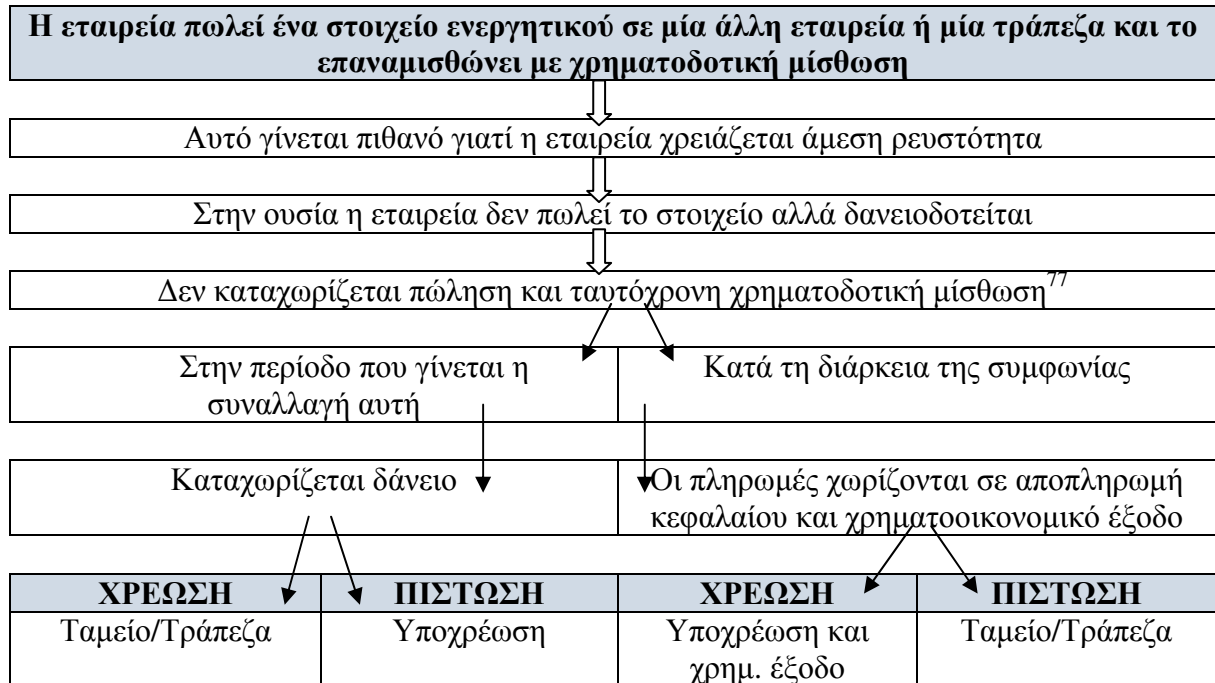 Η εταιρεία πωλεί ένα στοιχείο ενεργητικού σε μία άλλη εταιρεία ή μία τράπεζα και το
επαναμισθώνει με χρηματοδοτική μίσθωση
Αυτό γίνεται πιθανό γιατί η εταιρεία χρειάζεται άμεση ρευστότητα
Στην ουσία η εταιρεία δεν πωλεί το στοιχείο αλλά δανειοδοτείται
Δεν καταχωρίζεται πώληση και ταυτόχρονη χρηματοδοτική μίσθωση77
Στην περίοδο που γίνεται η
συναλλαγή αυτή
Κατά τη διάρκεια της συμφωνίας
Καταχωρίζεται δάνειο
Οι πληρωμές χωρίζονται σε αποπληρωμή
κεφαλαίου και χρηματοοικονομικό έξοδο
ΧΡΕΩΣΗ ΠΙΣΤΩΣΗ ΧΡΕΩΣΗ ΠΙΣΤΩΣΗ
Ταμείο/Τράπεζα Υποχρέωση Υποχρέωση και Ταμείο/Τράπεζα
χρημ. έξοδο